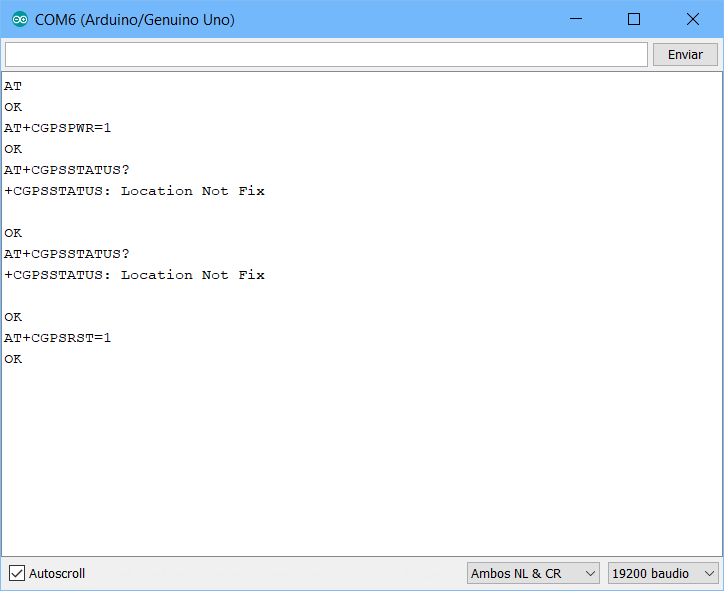 COM6 (Arduino/Genuino Uno)
Enviar
AT
OK
AT+CGPSPWR=1
OK
AT+CGPSSTATUS?
+CGPSSTATUS: Location Not Fix
OK
AT+CGPSSTATUS?
+CGPSSTATUS: Location Not Fix
OK
AT+CGPSRST=1
OK
Autoscroll
Ambos NL & CR
19200 baudio